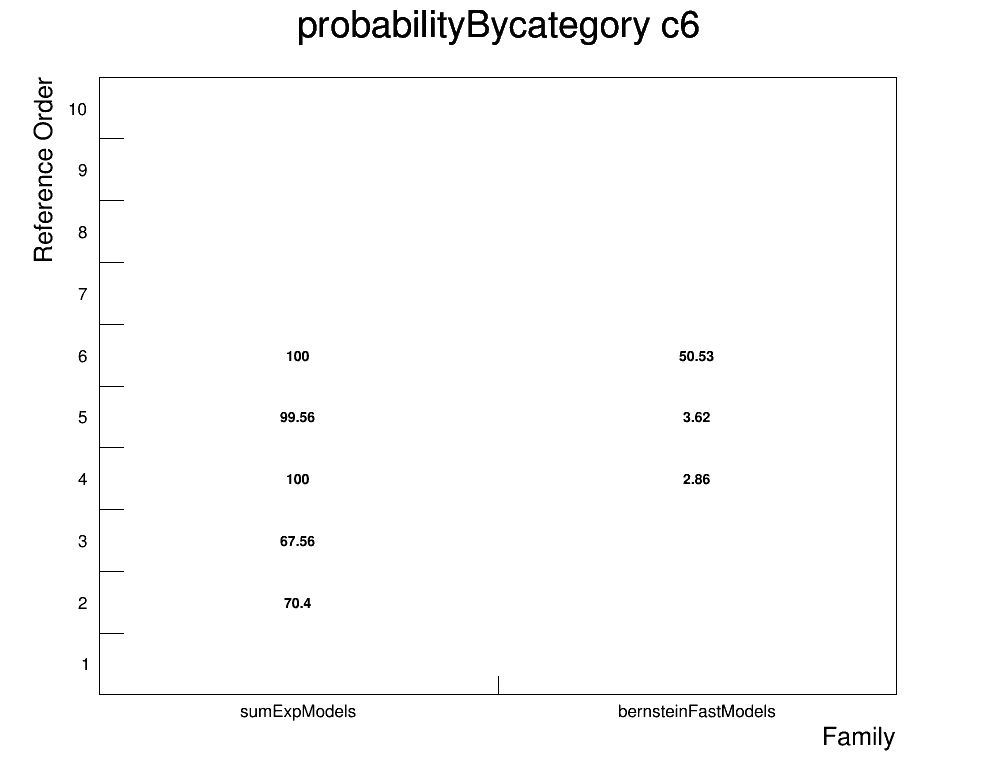 probabilityBycategory c6
Reference Order
10
9
8
7
6 100 50.53
5 99.56 3.62
4 100 2.86
3 67.56
2 70.4
1
sumExpModels bernsteinFastModels
Family